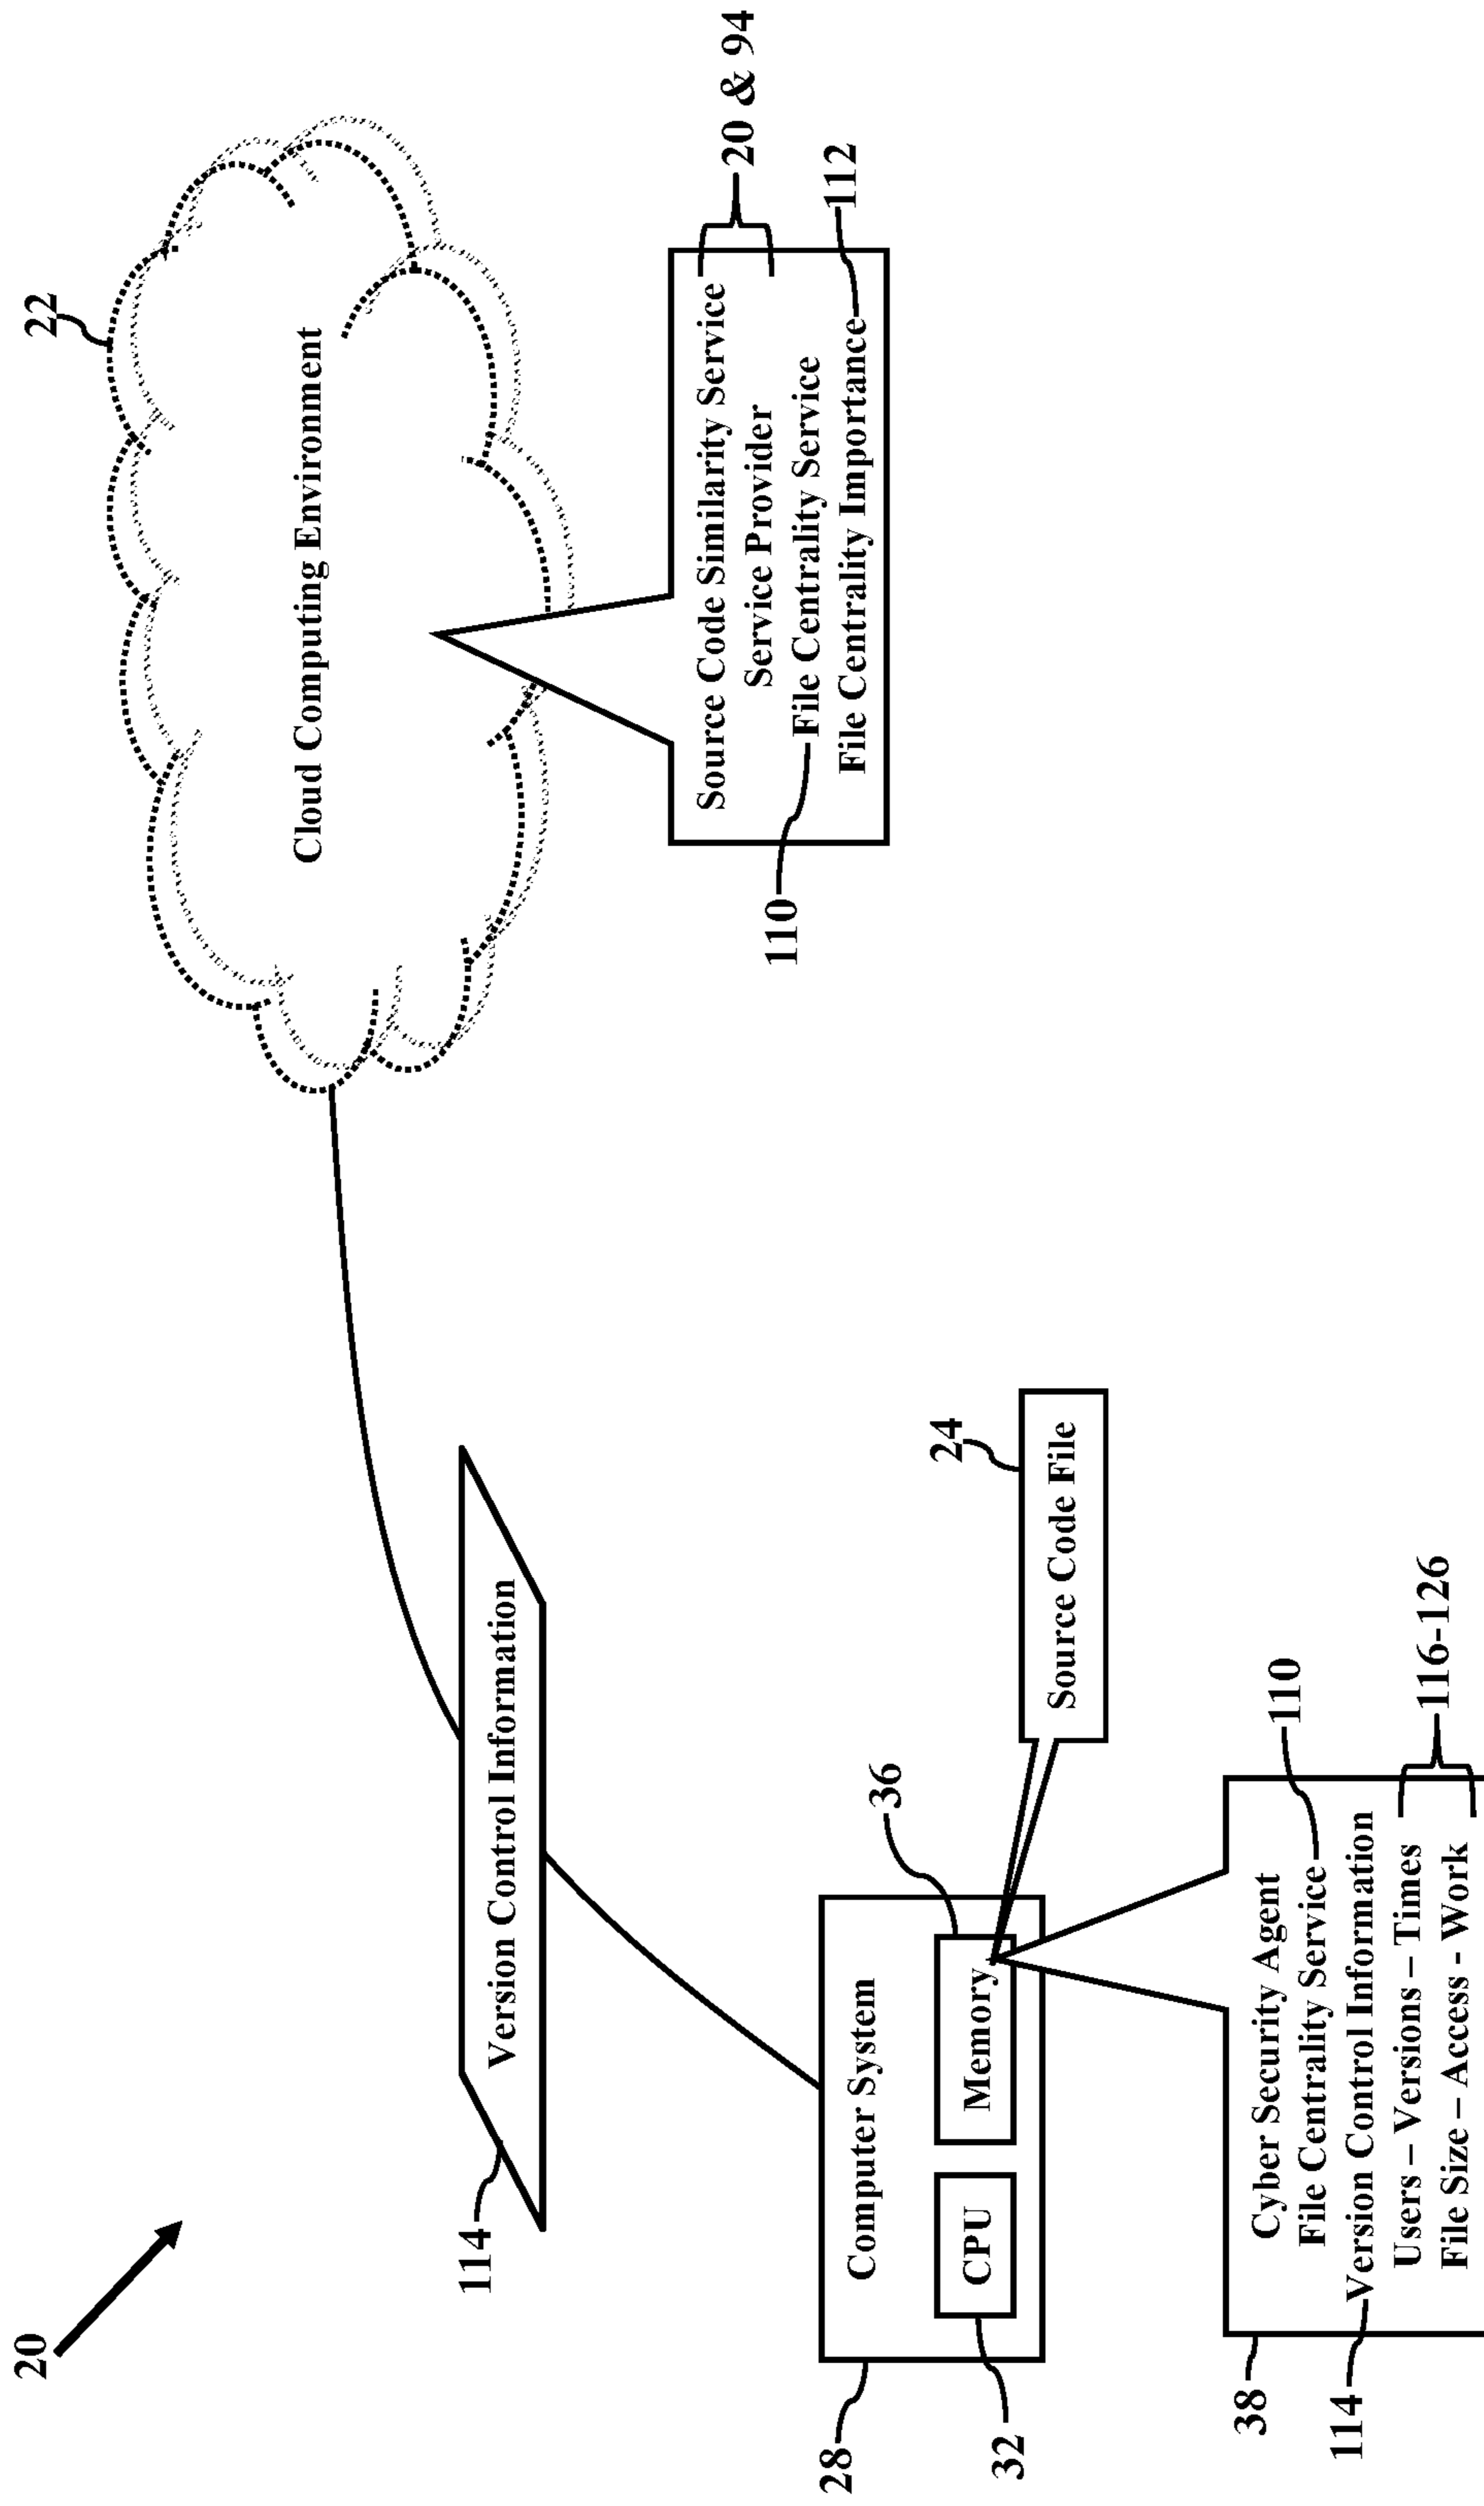 20
22
Cloud Computing Environment
114
Version Control Information
Source Code Similarity Service
Service Provider
File Centrality Service
File Centrality Importance
20 & 94
110
112
28
Computer System
36
CPU
Memory
32
24
Source Code File
38
Cyber Security Agent
File Centrality Service
110
114
Version Control Information
Users – Versions – Times
File Size – Access - Work
116-126